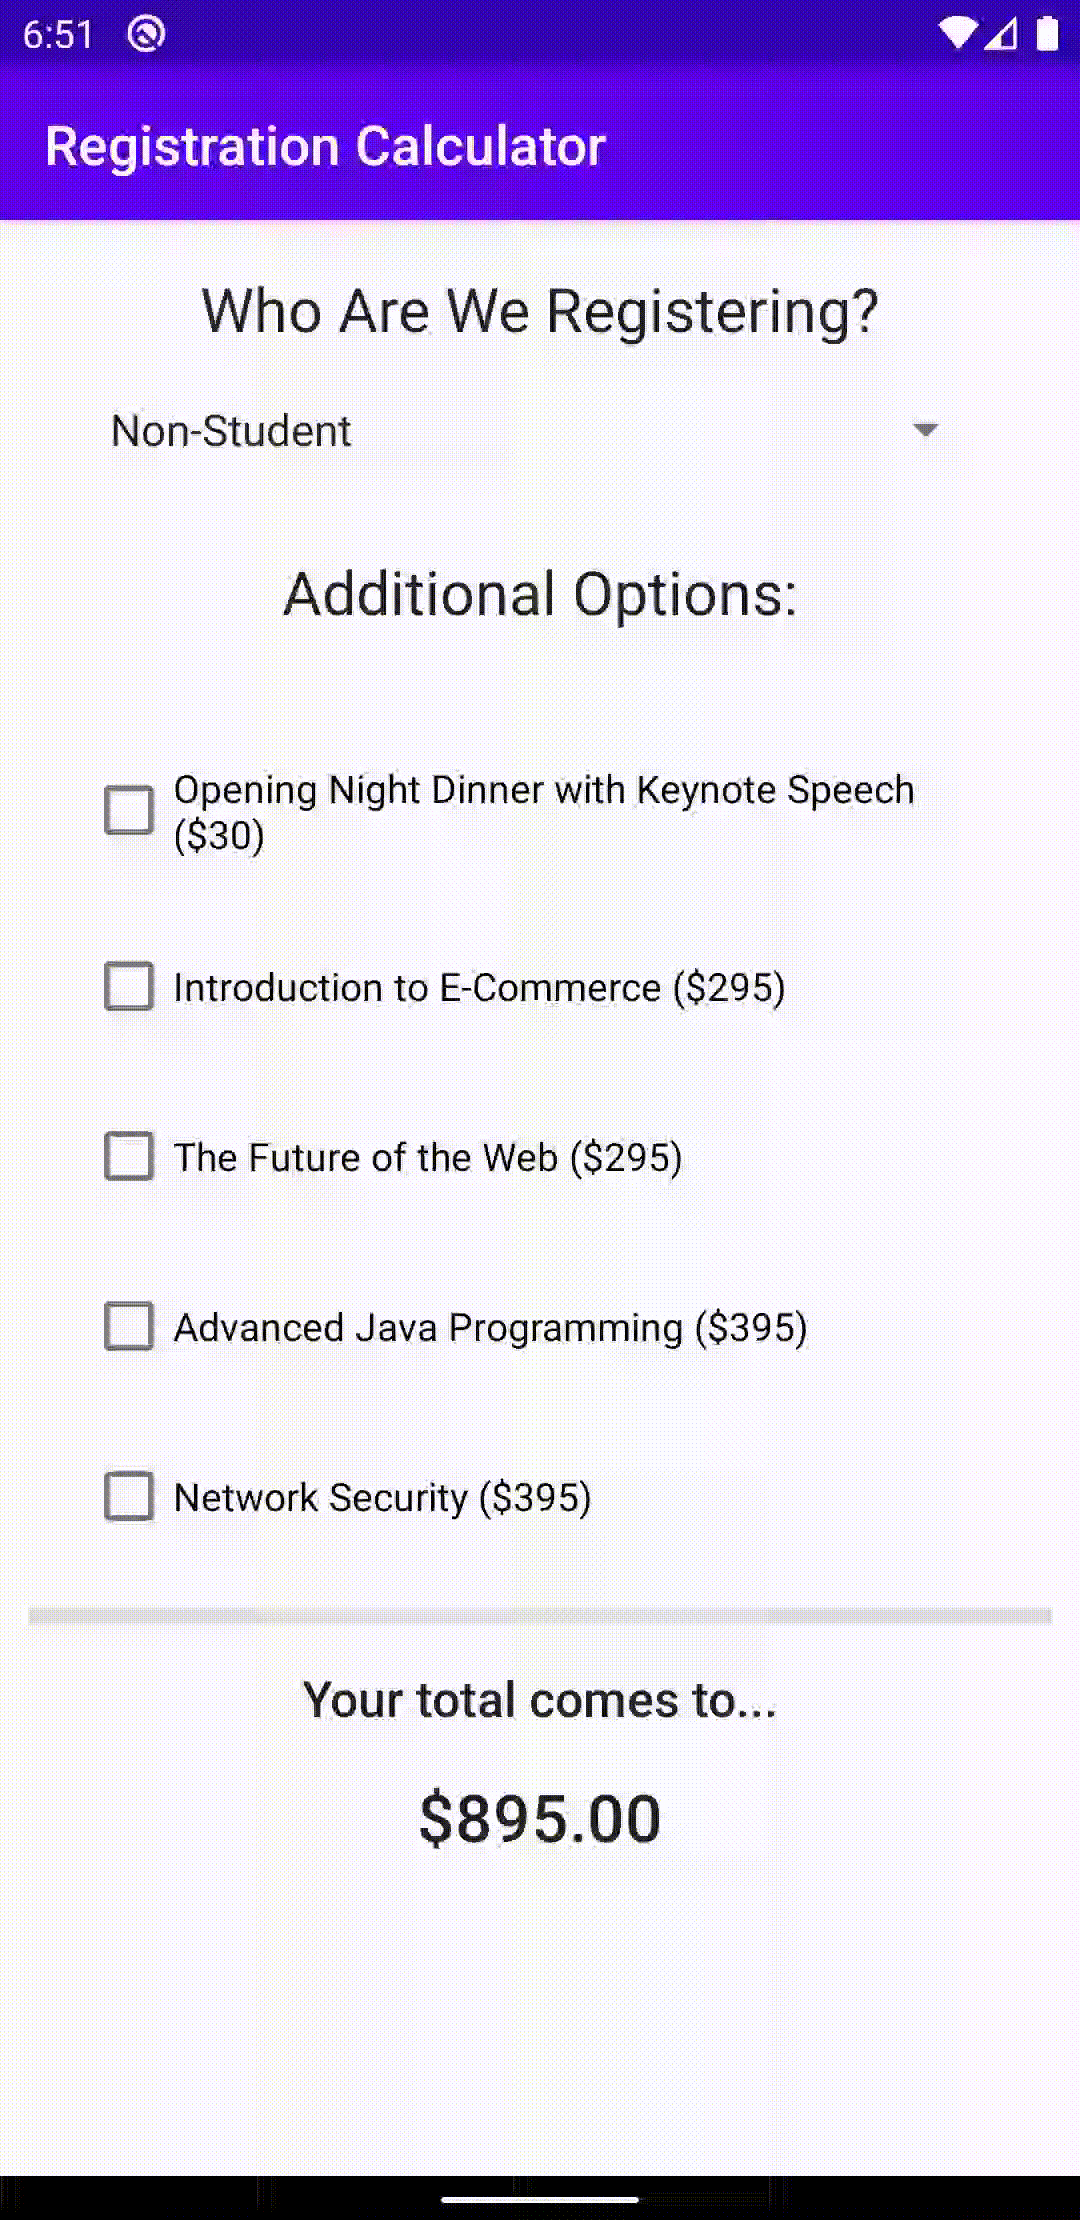 6:51
Registration Calculator
Who Are We Registering?
Non-Student
Additional Options:
Opening Night Dinner with Keynote Speech
($30)
Introduction to E-Commerce ($295)
The Future of the Web ($295)
Advanced Java Programming ($395)
Network Security ($395)
Your total comes to...
$895.00